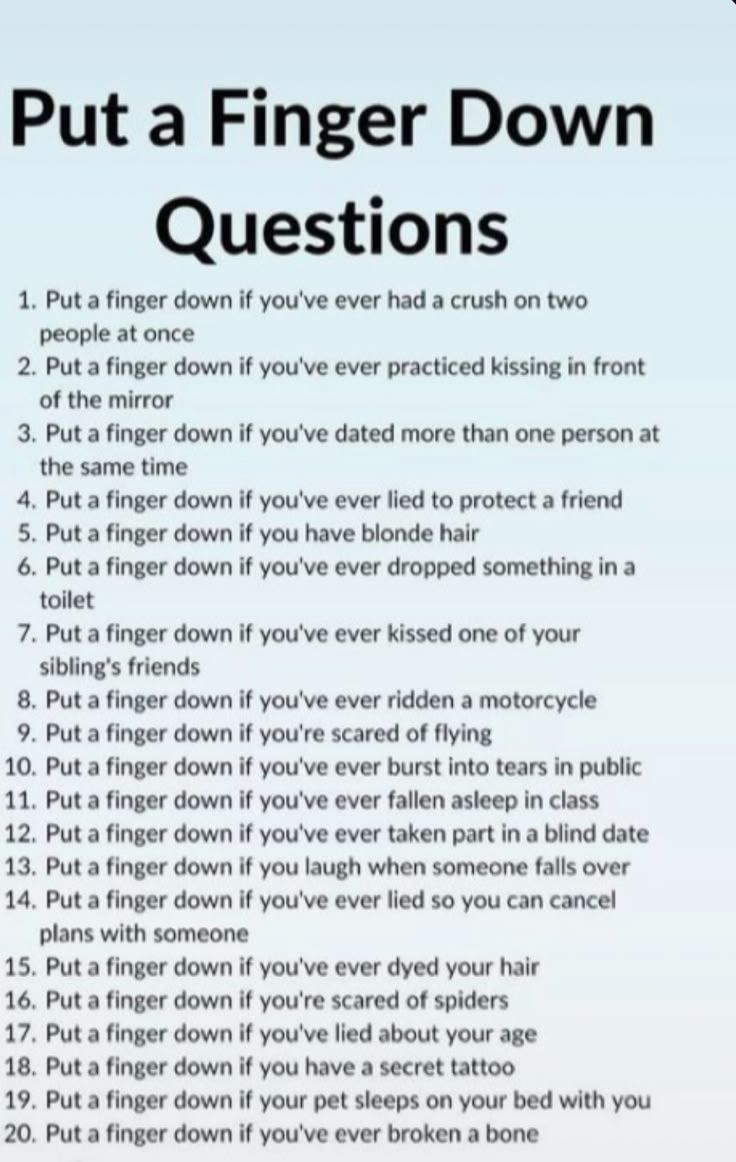 Put a Finger Down
Questions
1. Put a finger down if you've ever had a crush on two
people at once
2. Put a finger down if you've ever practiced kissing in front
of the mirror
3. Put a finger down if you've dated more than one person at
the same time
4. Put a finger down if you've ever lied to protect a friend
5. Put a finger down if you have blonde hair
6. Put a finger down if you've ever dropped something in a
toilet
7. Put a finger down if you've ever kissed one of your
sibling's friends
8. Put a finger down if you've ever ridden a motorcycle
9. Put a finger down if you're scared of flying
10. Put a finger down if you've ever burst into tears in public
11. Put a finger down if you've ever fallen asleep in class
12. Put a finger down if you've ever taken part in a blind date
13. Put a finger down if you laugh when someone falls over
14. Put a finger down if you've ever lied so you can cancel
plans with someone
15. Put a finger down if you've ever dyed your hair
16. Put a finger down if you're scared of spiders
17. Put a finger down if you've lied about your age
18. Put a finger down if you have a secret tattoo
19. Put a finger down if your pet sleeps on your bed with you
20. Put a finger down if you've ever broken a bone